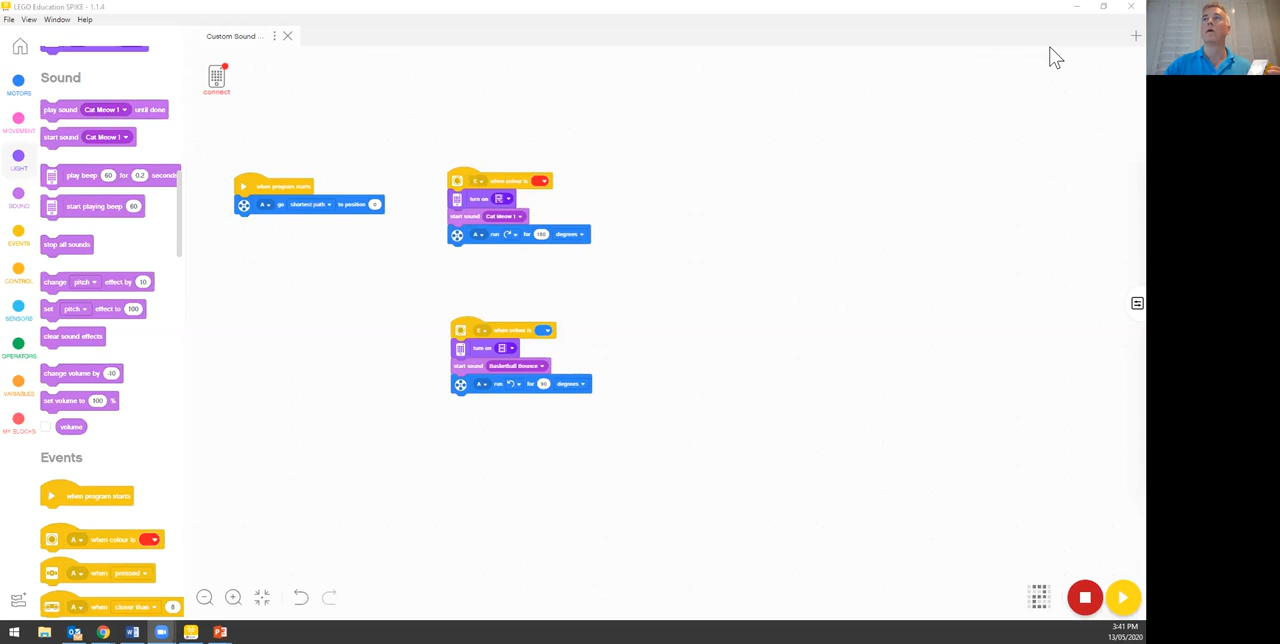 LEGO Education SPIKE - 1.1.4
File View Window Help
Custom Sound ...
connect
MOTORS
MOVEMENT
LIGHT
SOUND
EVENTS
CONTROL
SENSORS
OPERATORS
VARIABLES
MY BLOCKS
Sound
play sound Cat Meow 1 until done
start sound Cat Meow 1
play beep 60 for 0.2 seconds
start playing beep 60
stop all sounds
change pitch effect by 10
set pitch effect to 100
clear sound effects
change volume by -10
set volume to 100 %
volume
Events
when program starts
A when colour is
A when pressed
A when closer than 8
when program starts
A go shortest path to position 0
E when colour is
turn on
start sound Cat Meow 1
A run for 180 degrees
E when colour is
turn on
start sound Basketball Bounce
A run for 90 degrees
3:41 PM
13/05/2020